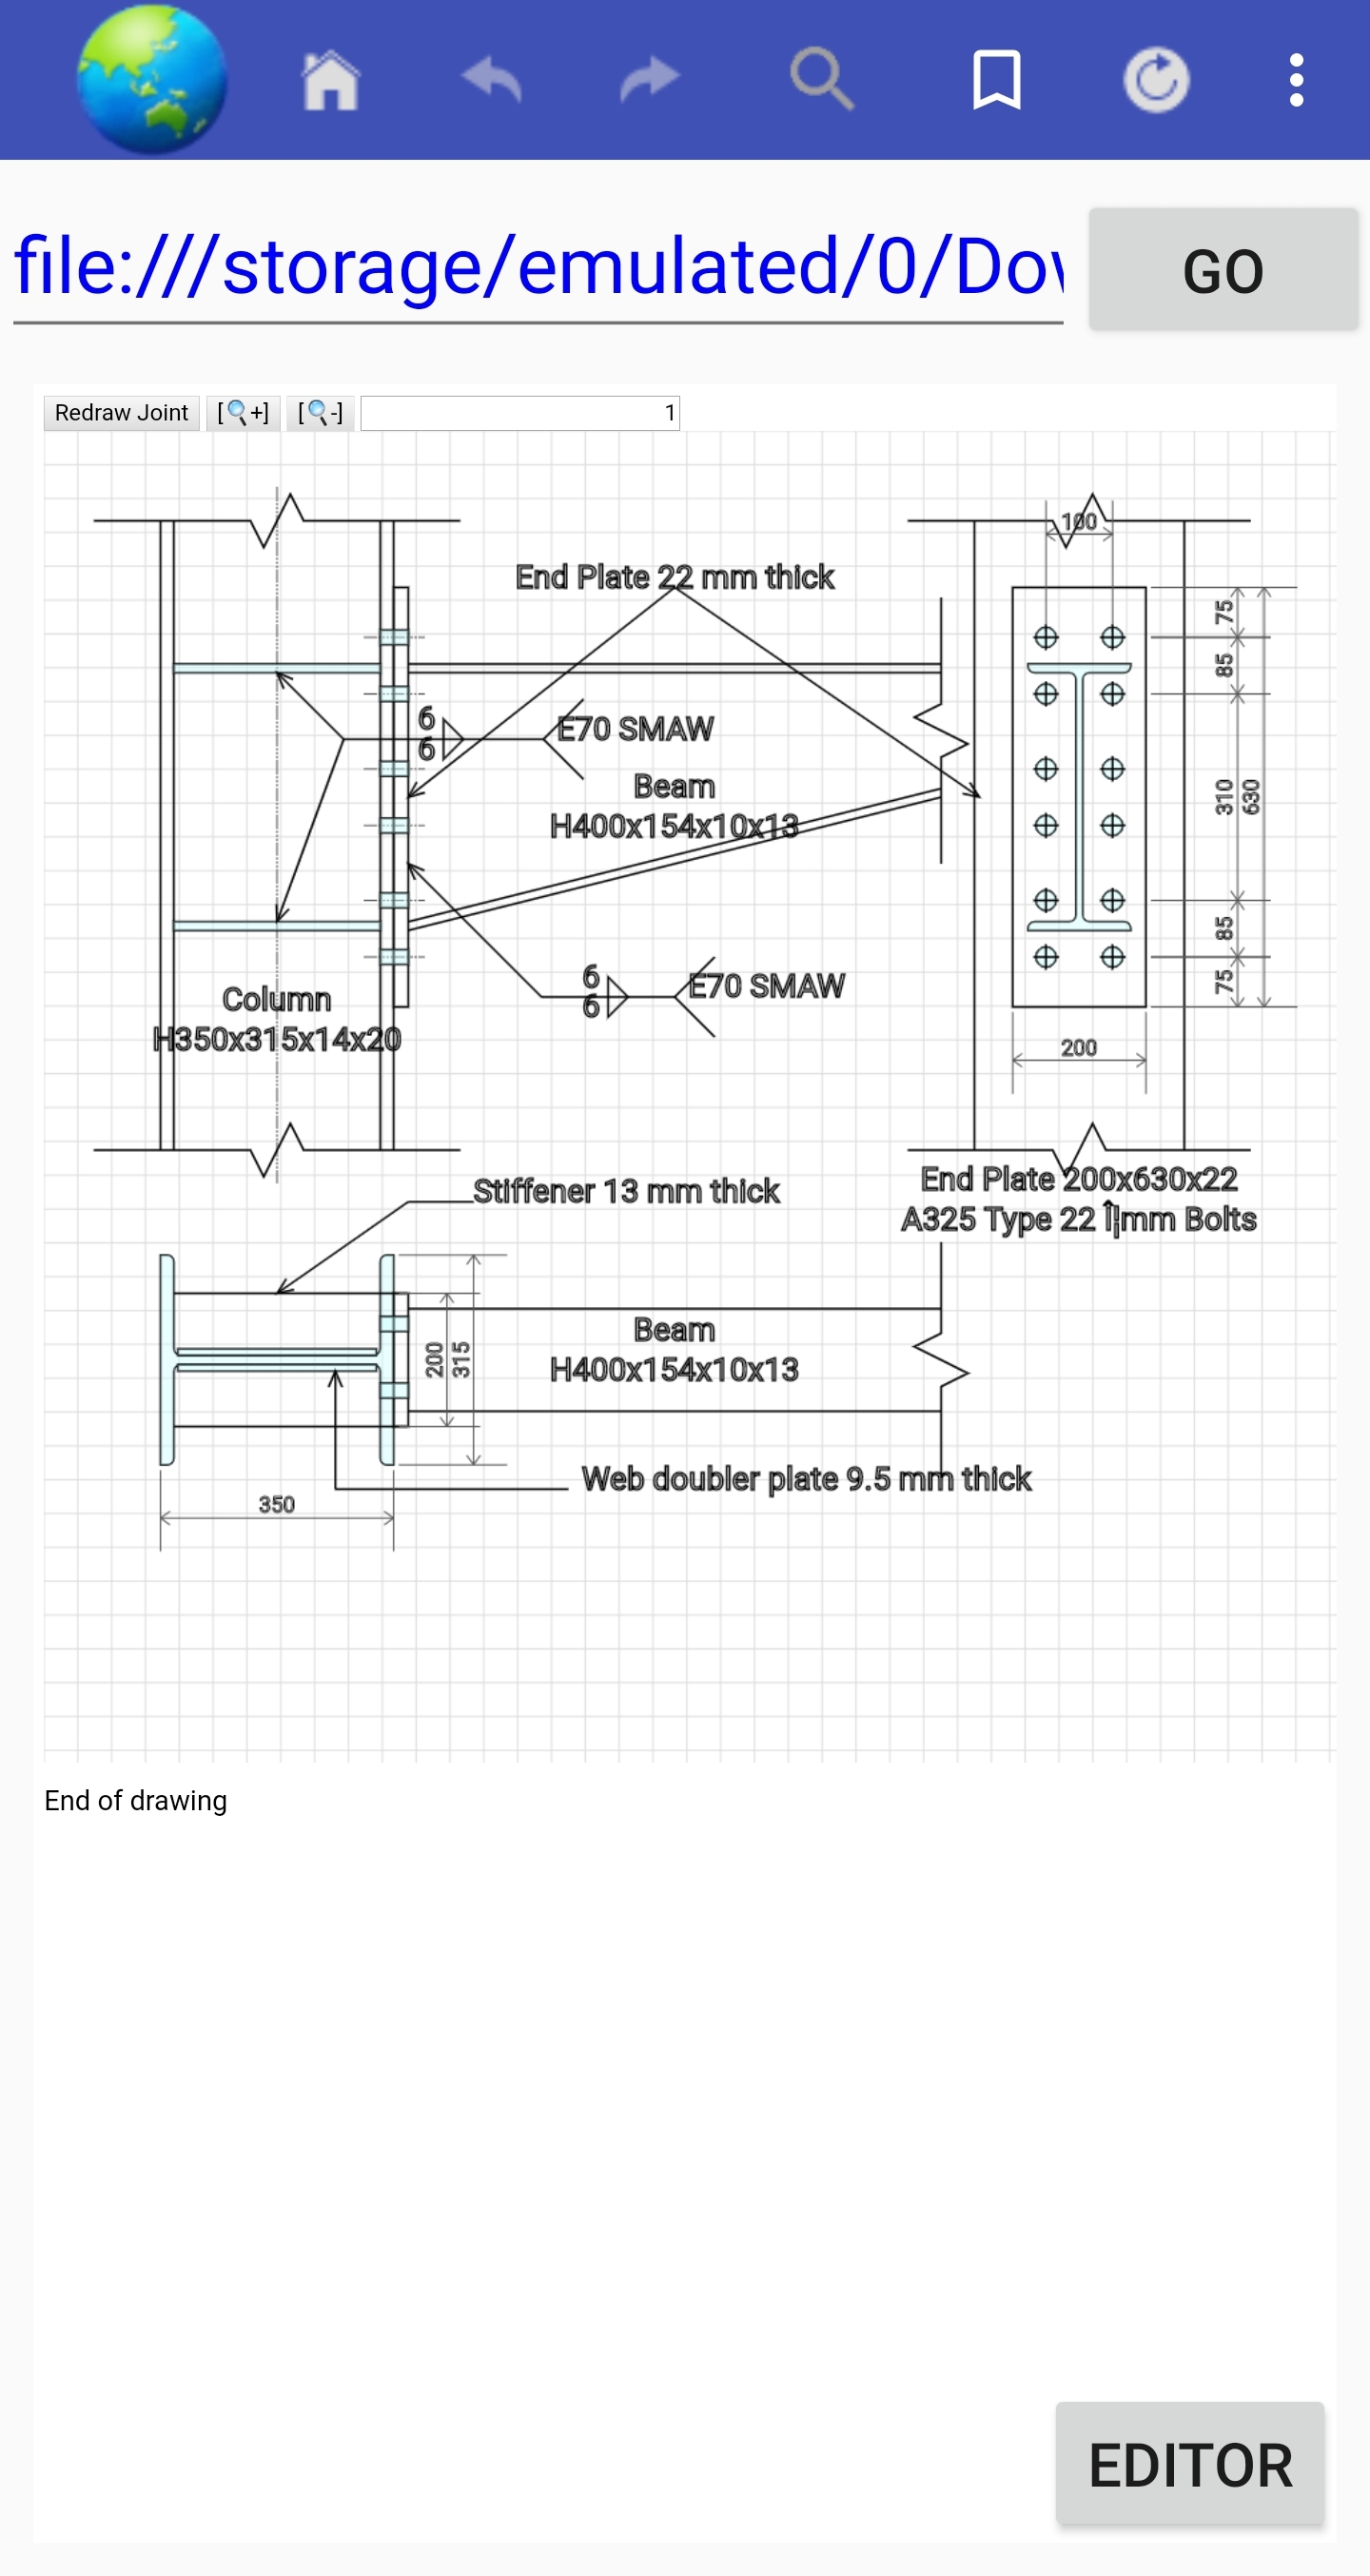 file:///storage/emulated/0/Dov
GO
Redraw Joint
[+]
[-]
1
100
End Plate 22 mm thick
75
85
6
6
E70 SMAW
Beam
H400x154x10x13
310
630
6
6
E70 SMAW
85
75
Column
H350x315x14x20
200
Stiffener 13 mm thick
End Plate 200x630x22
A325 Type 22 mm Bolts
200
315
Beam
H400x154x10x13
Web doubler plate 9.5 mm thick
350
End of drawing
EDITOR